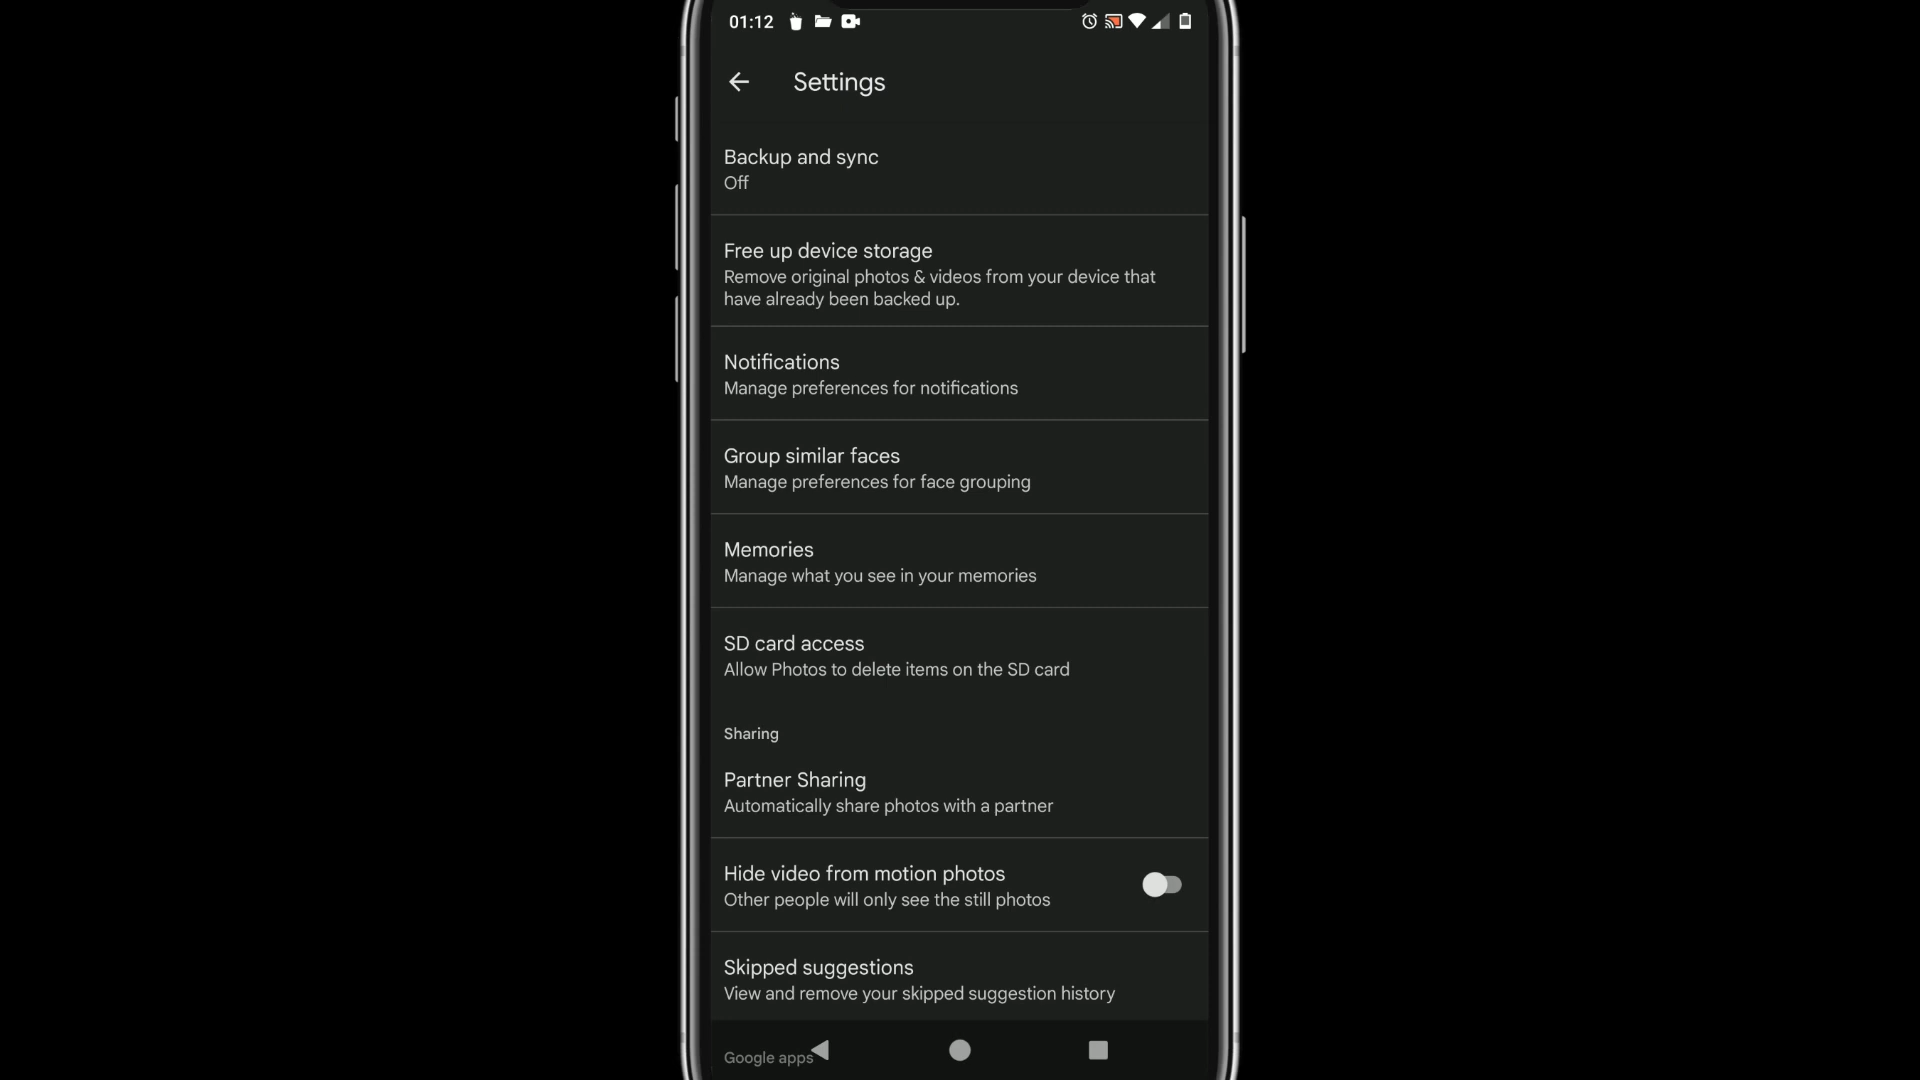 01:12
Settings
Backup and sync
Off
Free up device storage
Remove original photos & videos from your device that
have already been backed up.
Notifications
Manage preferences for notifications
Group similar faces
Manage preferences for face grouping
Memories
Manage what you see in your memories
SD card access
Allow Photos to delete items on the SD card
Sharing
Partner Sharing
Automatically share photos with a partner
Hide video from motion photos
Other people will only see the still photos
Skipped suggestions
View and remove your skipped suggestion history
Google apps